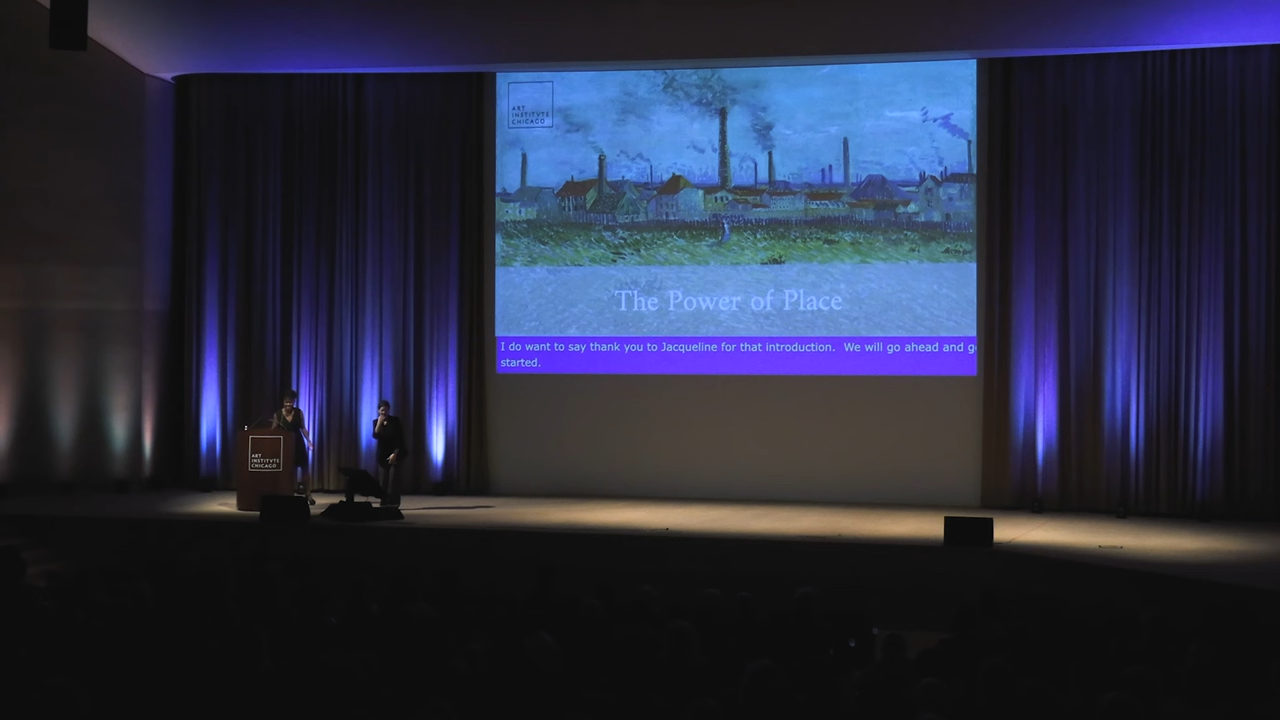 ART
INSTITVTE
CHICAGO
The Power of Place
I do want to say thank you to Jacqueline for that introduction. We will go ahead and g
started.
ART
INSTITVTE
CHICAGO